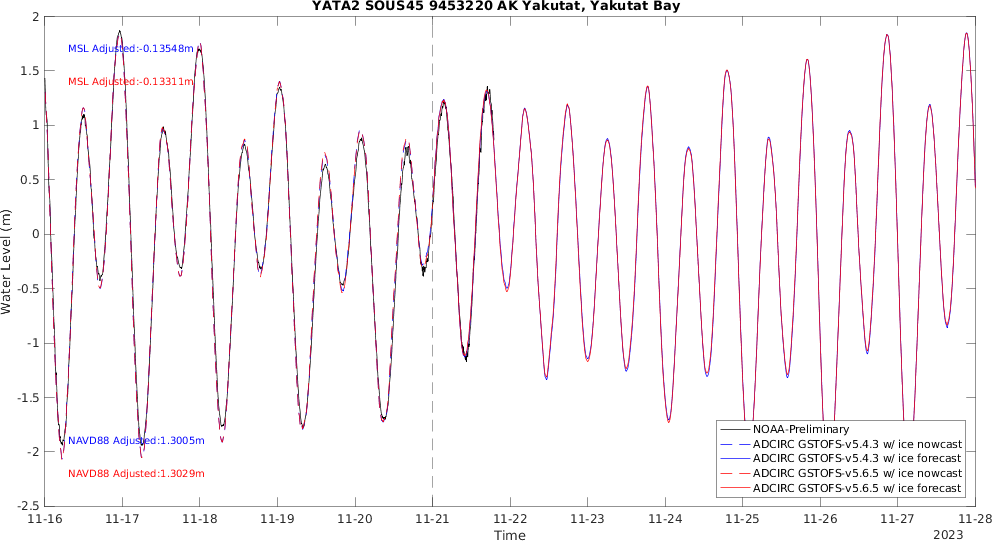 YATA2 SOUS45 9453220 AK Yakutat, Yakutat Bay
2
1.5
1
0.5
0
-0.5
-1
-1.5
-2
-2.5
Water Level (m)
MSL Adjusted:-0.13548m
MSL Adjusted:-0.13311m
NAVD88 Adjusted:1.3005m
NAVD88 Adjusted:1.3029m
NOAA-Preliminary
ADCIRC GSTOFS-v5.4.3 w/ ice nowcast
ADCIRC GSTOFS-v5.4.3 w/ ice forecast
ADCIRC GSTOFS-v5.6.5 w/ ice nowcast
ADCIRC GSTOFS-v5.6.5 w/ ice forecast
11-16 11-17 11-18 11-19 11-20 11-21 11-22 11-23 11-24 11-25 11-26 11-27 11-28
Time
2023